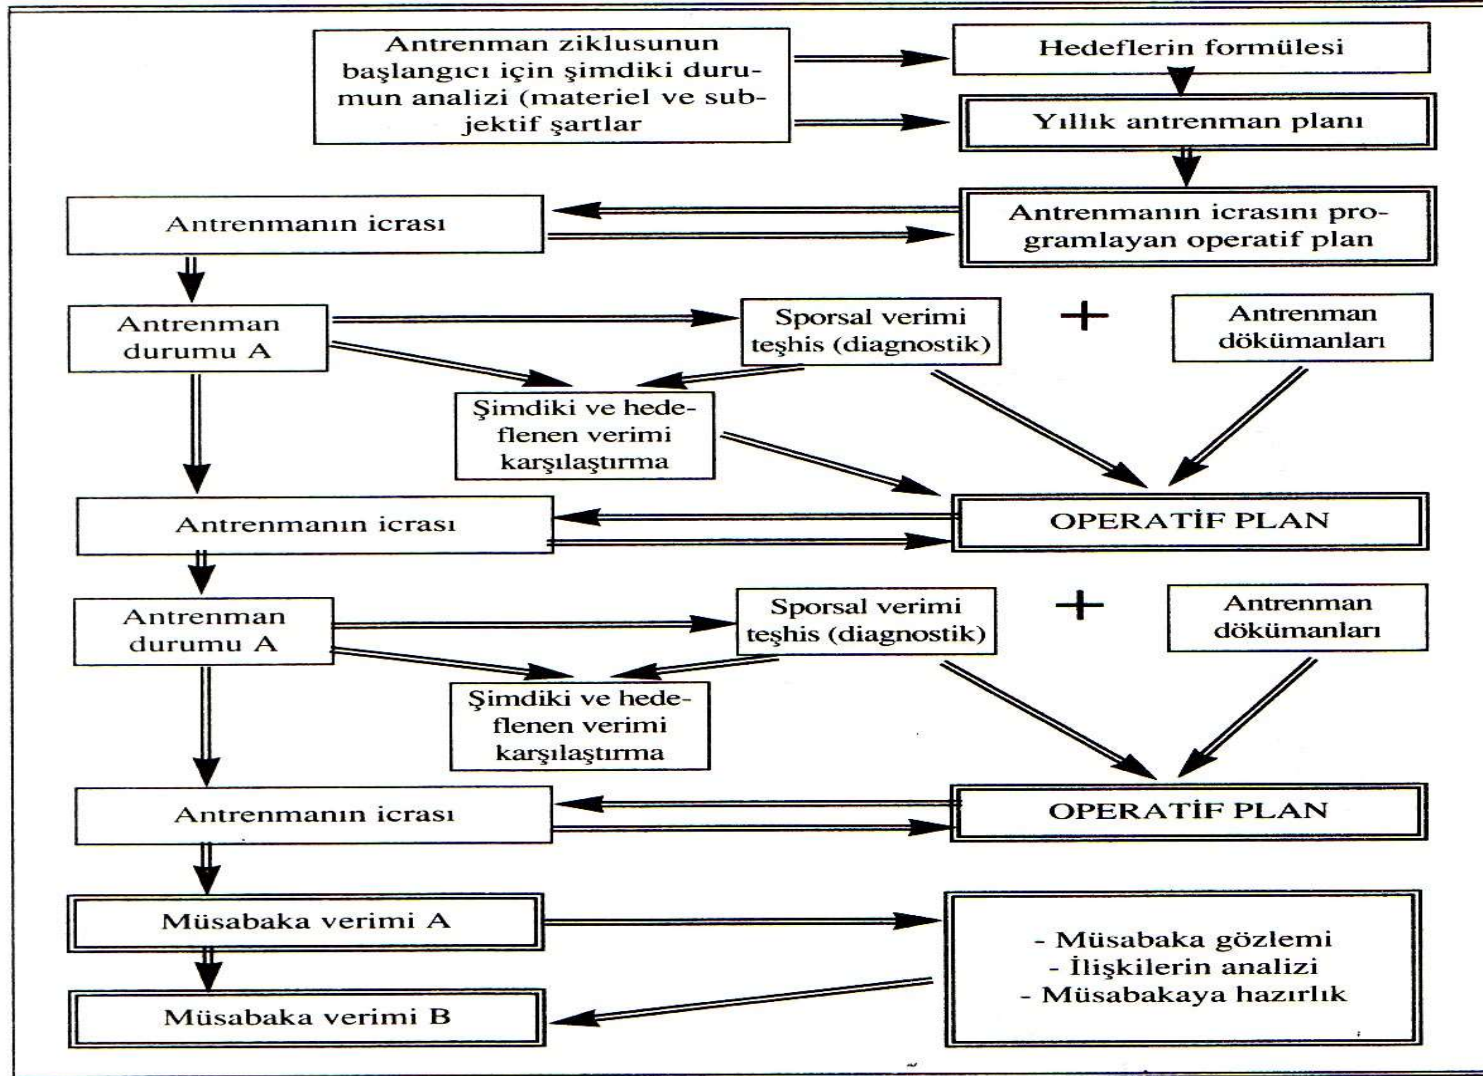 Antrenman ziklusunun
başlangıcı için şimdiki duru-
mun analizi (materiel ve sub-
jektif şartlar
Hedeflerin formülesi
Yıllık antrenman planı
Antrenmanın icrası
Antrenmanın icrasını pro-
gramlayan operatif plan
Antrenman
durumu A
Sporsal verimi
teşhis (diagnostik)
+
Antrenman
dökümanları
Şimdiki ve hede-
flenen verimi
karşılaştırma
Antrenmanın icrası
OPERATİF PLAN
Antrenman
durumu A
Sporsal verimi
teşhis (diagnostik)
+
Antrenman
dökümanları
Şimdiki ve hede-
flenen verimi
karşılaştırma
Antrenmanın icrası
OPERATİF PLAN
Müsabaka verimi A
- Müsabaka gözlemi
- İlişkilerin analizi
- Müsabakaya hazırlık
Müsabaka verimi B